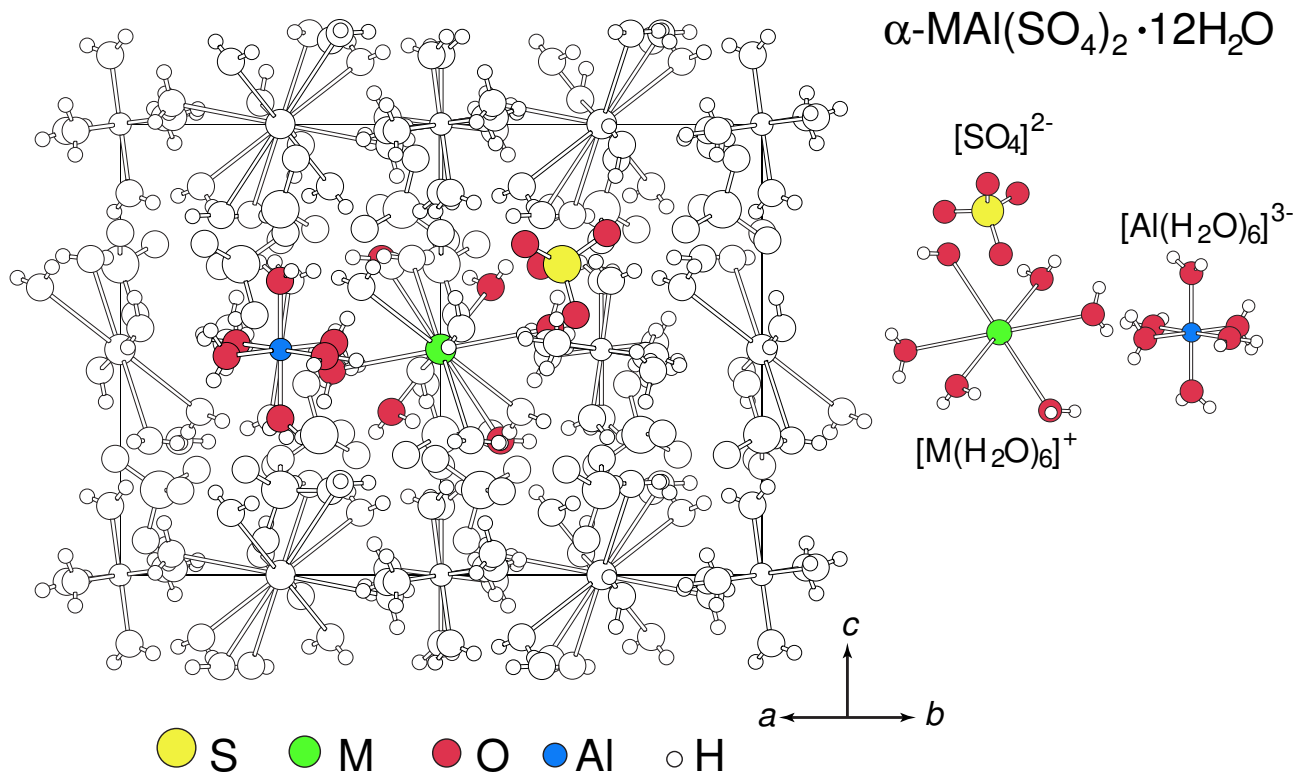 α-MAl(SO₄)₂·12H₂O
[SO₄]²⁻
[Al(H₂O)₆]³⁻
[M(H₂O)₆]⁺
c
a b
S M O Al H